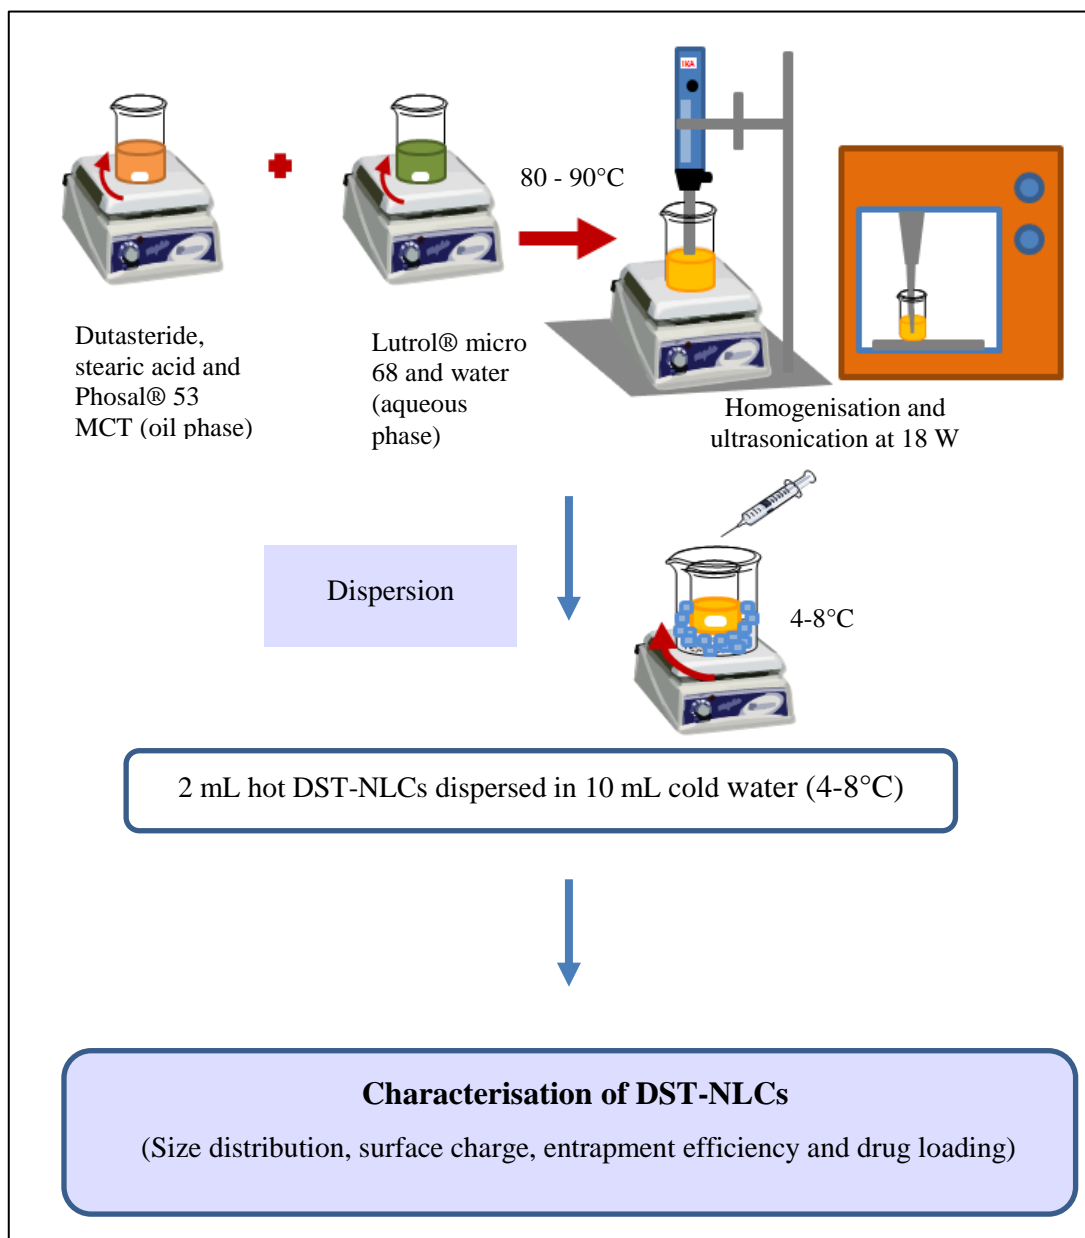 IKA
80 - 90°C
Dutasteride,
stearic acid and
Phosal® 53
MCT (oil phase)
Lutrol® micro
68 and water
(aqueous
phase)
Homogenisation and
ultrasonication at 18 W
Dispersion
4-8°C
2 mL hot DST-NLCs dispersed in 10 mL cold water (4-8°C)
Characterisation of DST-NLCs
(Size distribution, surface charge, entrapment efficiency and drug loading)